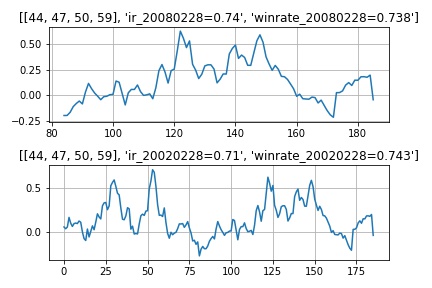 [[44, 47, 50, 59], 'ir_20080228=0.74', 'winrate_20080228=0.738']
0.50
0.25
0.00
-0.25
80 100 120 140 160 180
[[44, 47, 50, 59], 'ir_20020228=0.71', 'winrate_20020228=0.743']
0.5
0.0
0 25 50 75 100 125 150 175